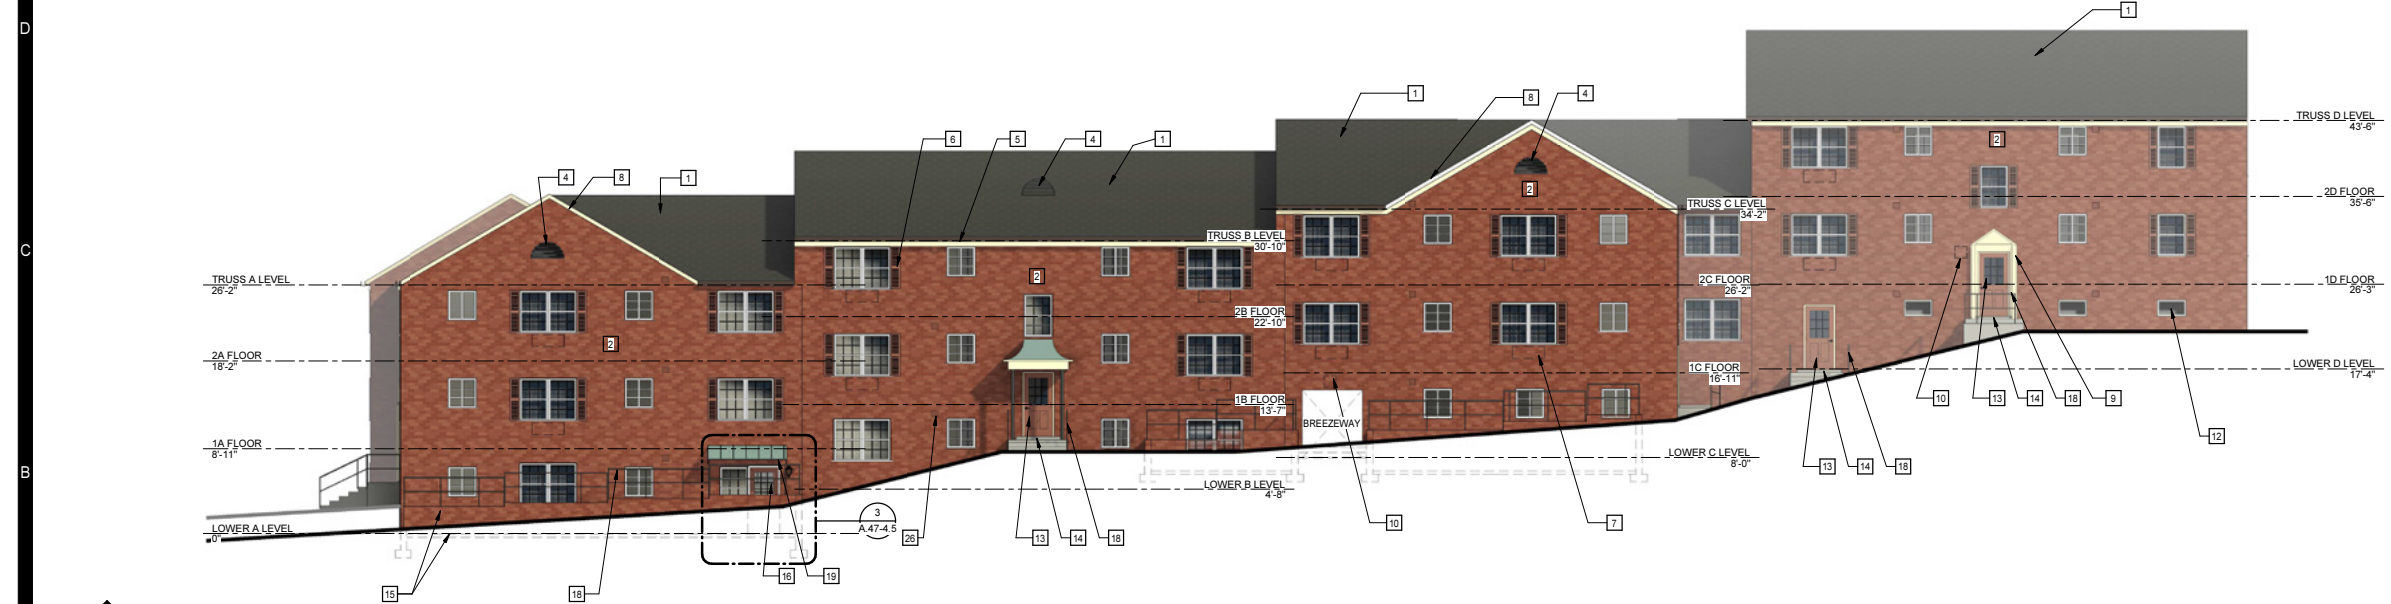 D
1
1
8
4
6
5
4
1
2
TRUSS D LEVEL
43'-6"
4
8
1
2
2D FLOOR
35'-6"
TRUSS C LEVEL
34'-2"
TRUSS B LEVEL
30'-10"
C
2
TRUSS A LEVEL
26'-2"
2C FLOOR
26'-2"
1D FLOOR
26'-3"
2B FLOOR
22'-10"
2
2A FLOOR
18'-2"
1C FLOOR
16'-11"
LOWER D LEVEL
17'-4"
1B FLOOR
13'-7"
10
13
14
18
9
BREEZEWAY
12
1A FLOOR
8'-11"
LOWER C LEVEL
8'-0"
13
14
18
B
LOWER B LEVEL
4'-8"
3
A.47-4.5
10
7
LOWER A LEVEL
0"
26
13
14
18
16
19
15
18